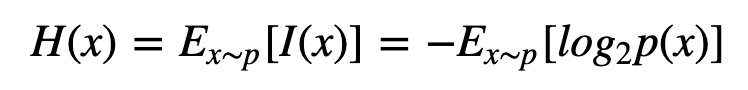 H(x) = E_{x∼p}[I(x)] = −E_{x∼p}[log_2 p(x)]